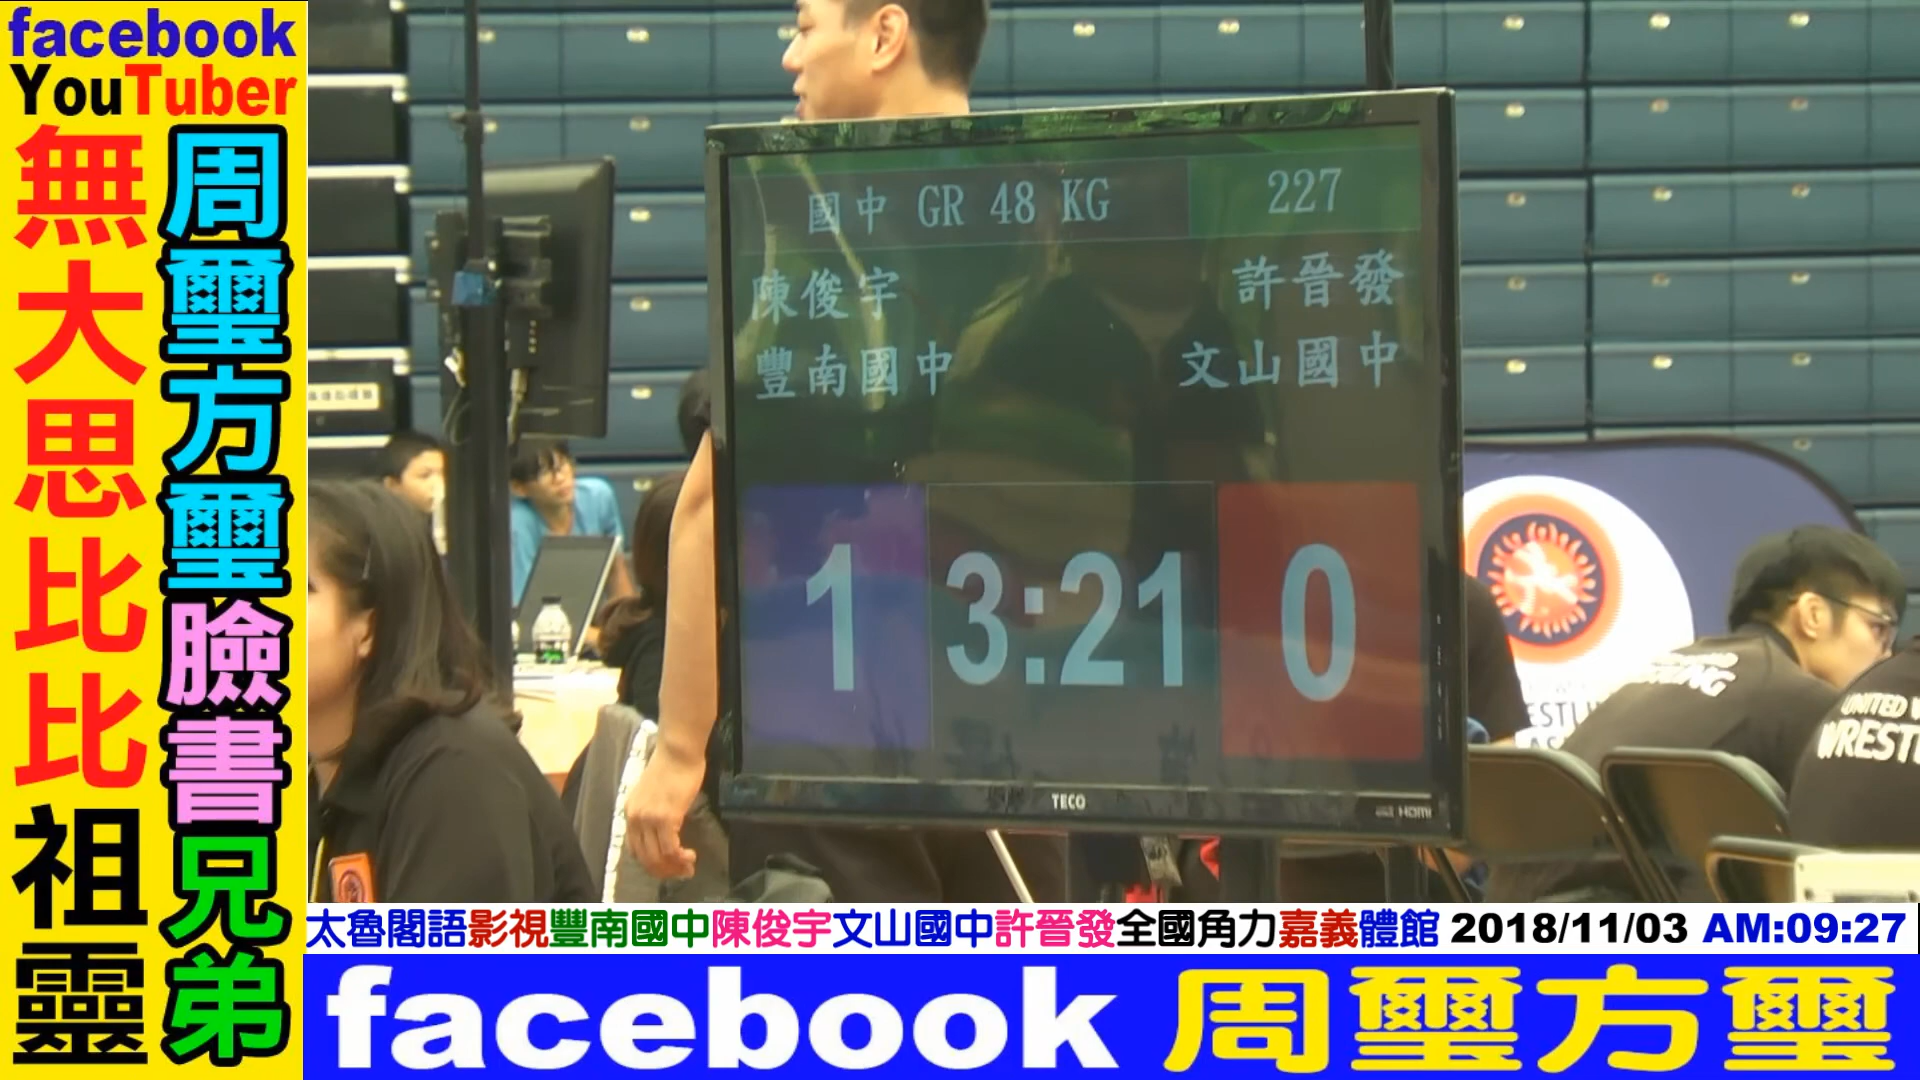 facebook
YouTuber
無大思比比祖靈
周璽方璽臉書兄弟
國中 GR 48 KG
227
陳俊宇
許晉發
豐南國中
文山國中
1
3:21
0
TECO
HDMI
UNITED W
WREST
太魯閣語影視豐南國中陳俊宇文山國中許晉發全國角力嘉義體館 2018/11/03 AM:09:27
facebook 周璽方璽